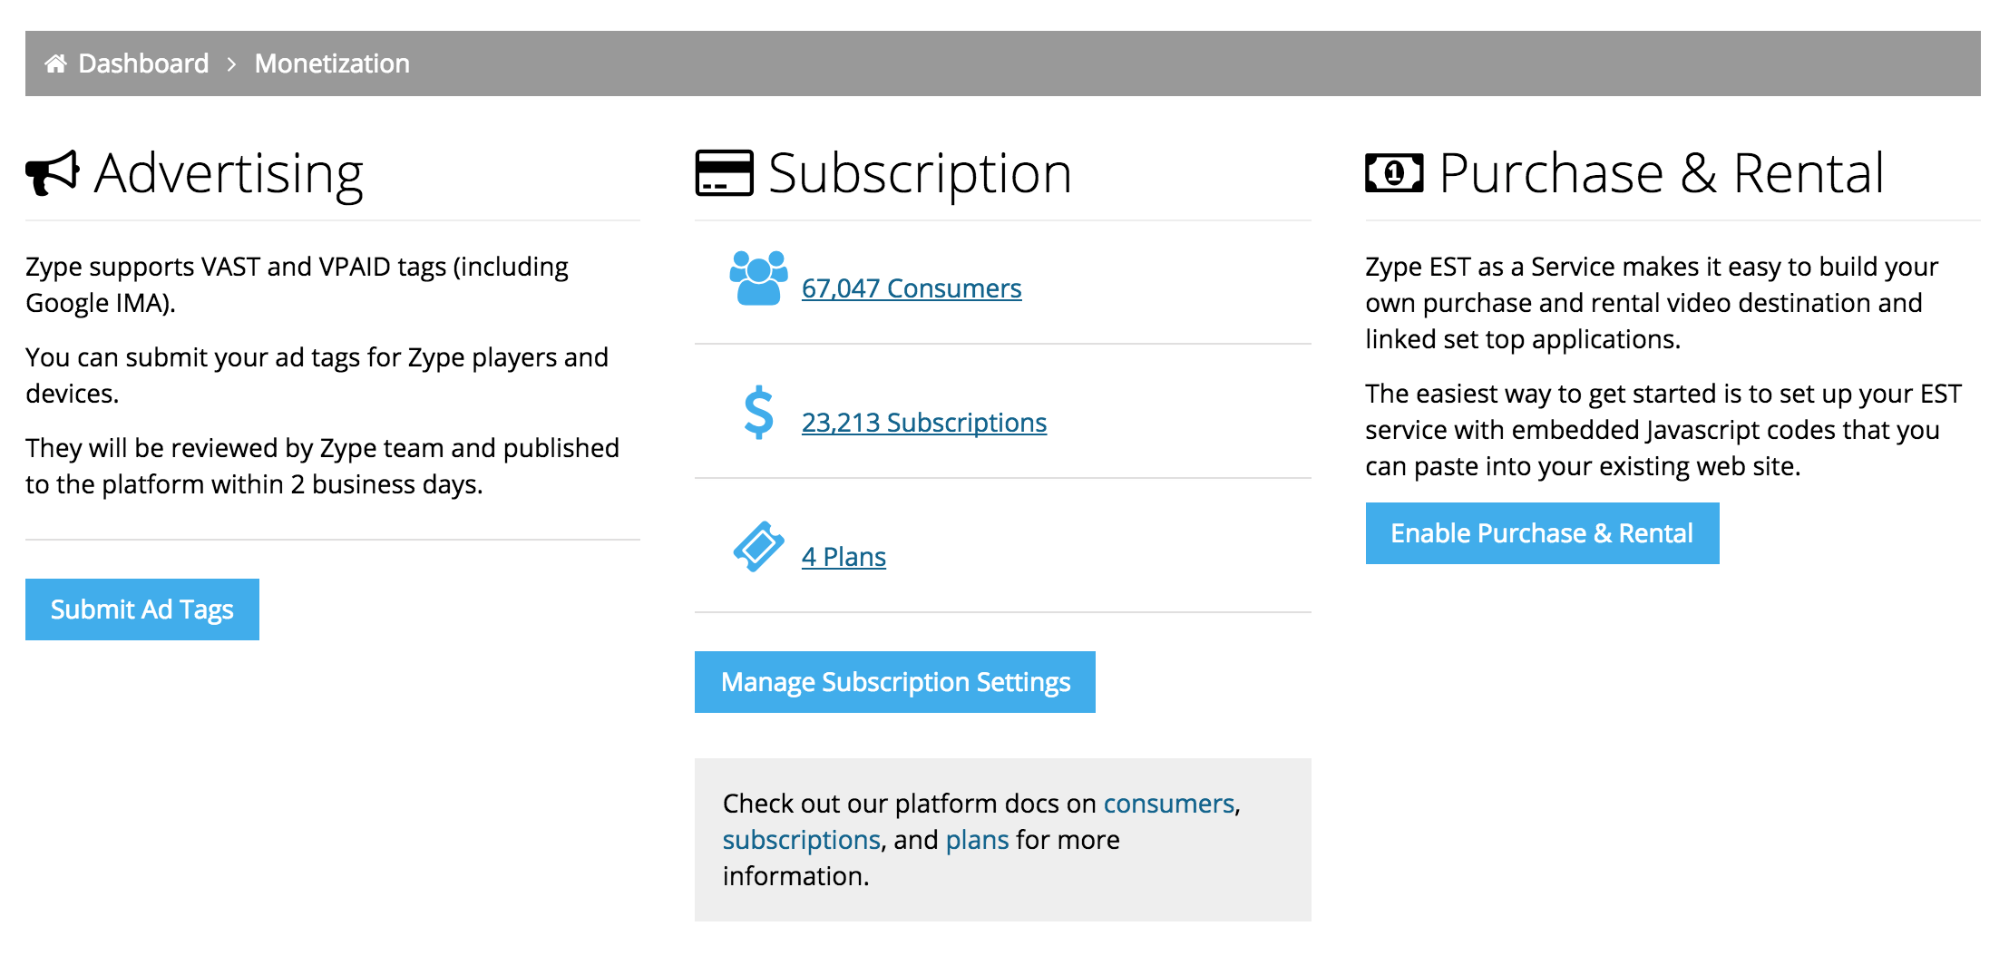 Dashboard > Monetization
Advertising
Zype supports VAST and VPAID tags (including
Google IMA).
You can submit your ad tags for Zype players and
devices.
They will be reviewed by Zype team and published
to the platform within 2 business days.
Submit Ad Tags
Subscription
67,047 Consumers
23,213 Subscriptions
4 Plans
Manage Subscription Settings
Check out our platform docs on consumers,
subscriptions, and plans for more
information.
Purchase & Rental
Zype EST as a Service makes it easy to build your
own purchase and rental video destination and
linked set top applications.
The easiest way to get started is to set up your EST
service with embedded Javascript codes that you
can paste into your existing web site.
Enable Purchase & Rental